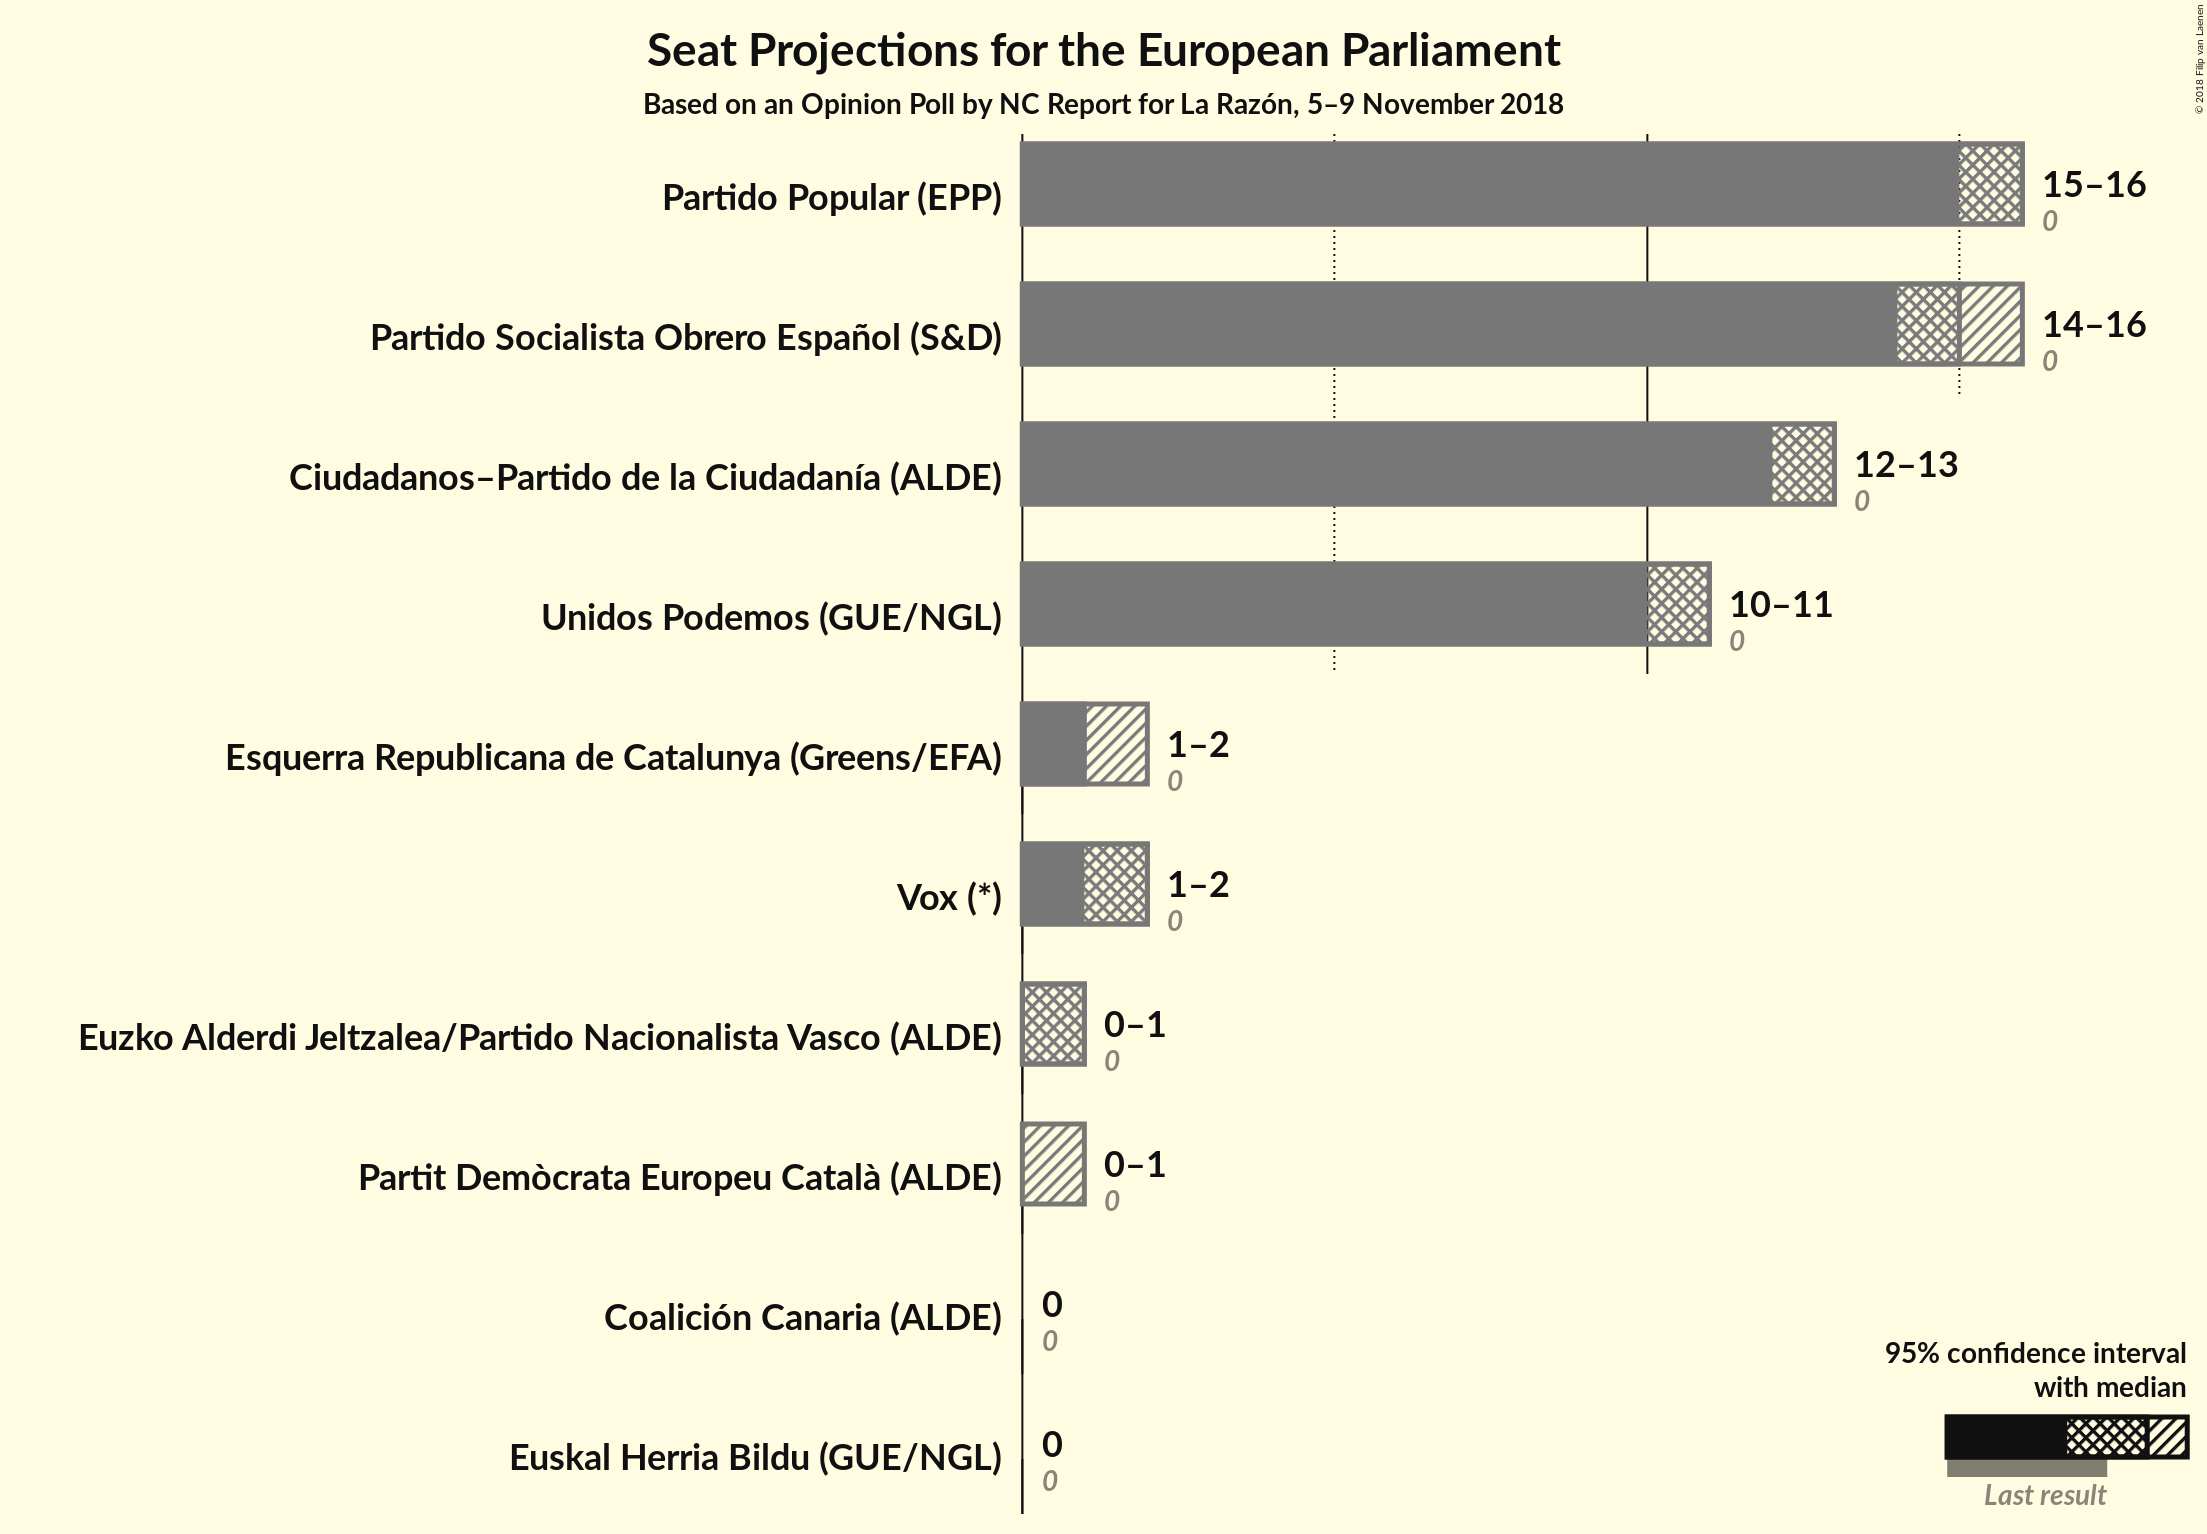 Seat Projections for the European Parliament
Based on an Opinion Poll by NC Report for La Razón, 5–9 November 2018
© 2018 Filip van Laenen
Partido Popular (EPP)
15–16
0
Partido Socialista Obrero Español (S&D)
14–16
0
Ciudadanos–Partido de la Ciudadanía (ALDE)
12–13
0
Unidos Podemos (GUE/NGL)
10–11
0
Esquerra Republicana de Catalunya (Greens/EFA)
1–2
0
Vox (*)
1–2
0
Euzko Alderdi Jeltzalea/Partido Nacionalista Vasco (ALDE)
0–1
0
Partit Demòcrata Europeu Català (ALDE)
0–1
0
Coalición Canaria (ALDE)
0
0
Euskal Herria Bildu (GUE/NGL)
0
0
95% confidence interval
with median
Last result